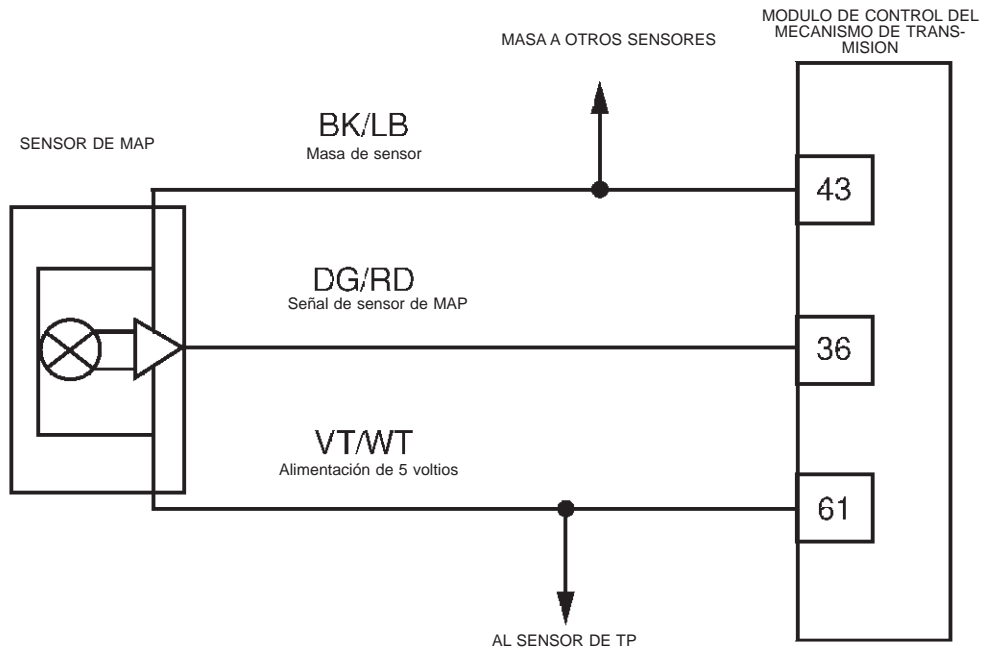 MODULO DE CONTROL DEL
MECANISMO DE TRANS-
MISION
MASA A OTROS SENSORES
SENSOR DE MAP
BK/LB
Masa de sensor
43
DG/RD
Señal de sensor de MAP
36
VT/WT
Alimentación de 5 voltios
61
AL SENSOR DE TP